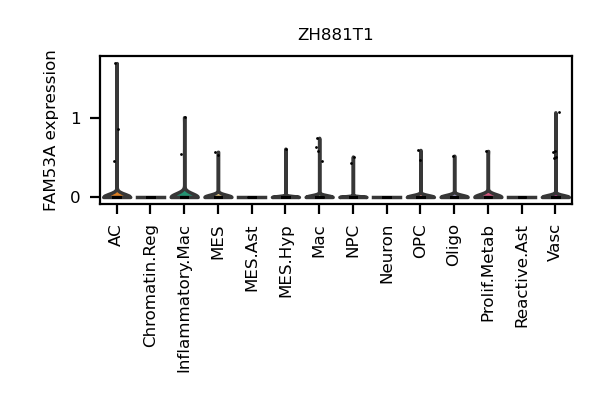 ZH881T1
FAM53A expression
1
0
AC
Chromatin.Reg
Inflammatory.Mac
MES
MES.Ast
MES.Hyp
Mac
NPC
Neuron
OPC
Oligo
Prolif.Metab
Reactive.Ast
Vasc